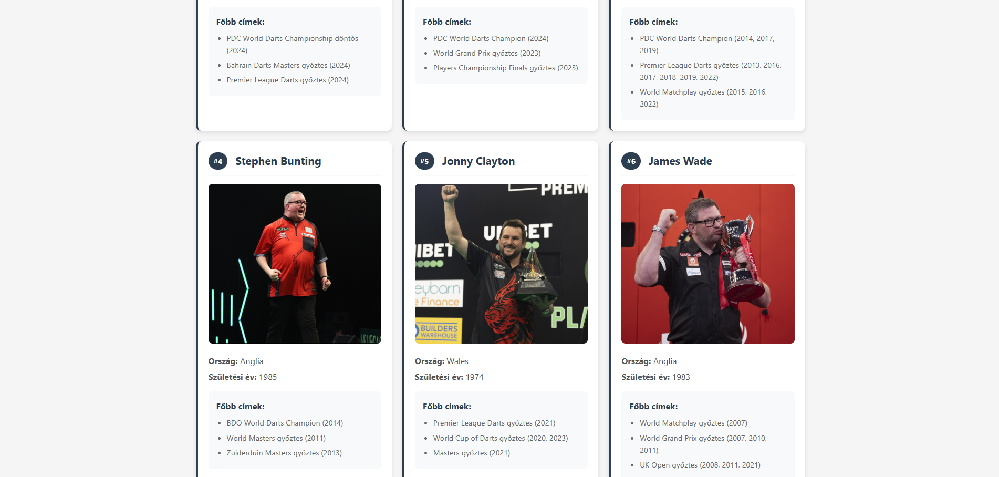 Főbb címek:
PDC World Darts Championship döntős
(2024)
Bahrain Darts Masters győztes (2024)
Premier League Darts győztes (2024)
Főbb címek:
PDC World Darts Champion (2024)
World Grand Prix győztes (2023)
Players Championship Finals győztes (2023)
Főbb címek:
PDC World Darts Champion (2014, 2017,
2019)
Premier League Darts győztes (2013, 2016,
2017, 2018, 2019, 2022)
World Matchplay győztes (2015, 2016,
2022)
#4 Stephen Bunting
Ország: Anglia
Születési év: 1985
Főbb címek:
BDO World Darts Champion (2014)
World Masters győztes (2011)
Zuiderduin Masters győztes (2013)
#5 Jonny Clayton
PREM
UNIBET
NIBET
eybarn
e Finance
BUILDERS
WAREHOUSE
PL/
Ország: Wales
Születési év: 1974
Főbb címek:
Premier League Darts győztes (2021)
World Cup of Darts győztes (2020, 2023)
Masters győztes (2021)
#6 James Wade
Ladbrokes
Ország: Anglia
Születési év: 1983
Főbb címek:
World Matchplay győztes (2007)
World Grand Prix győztes (2007, 2010,
2011)
UK Open győztes (2008, 2011, 2021)